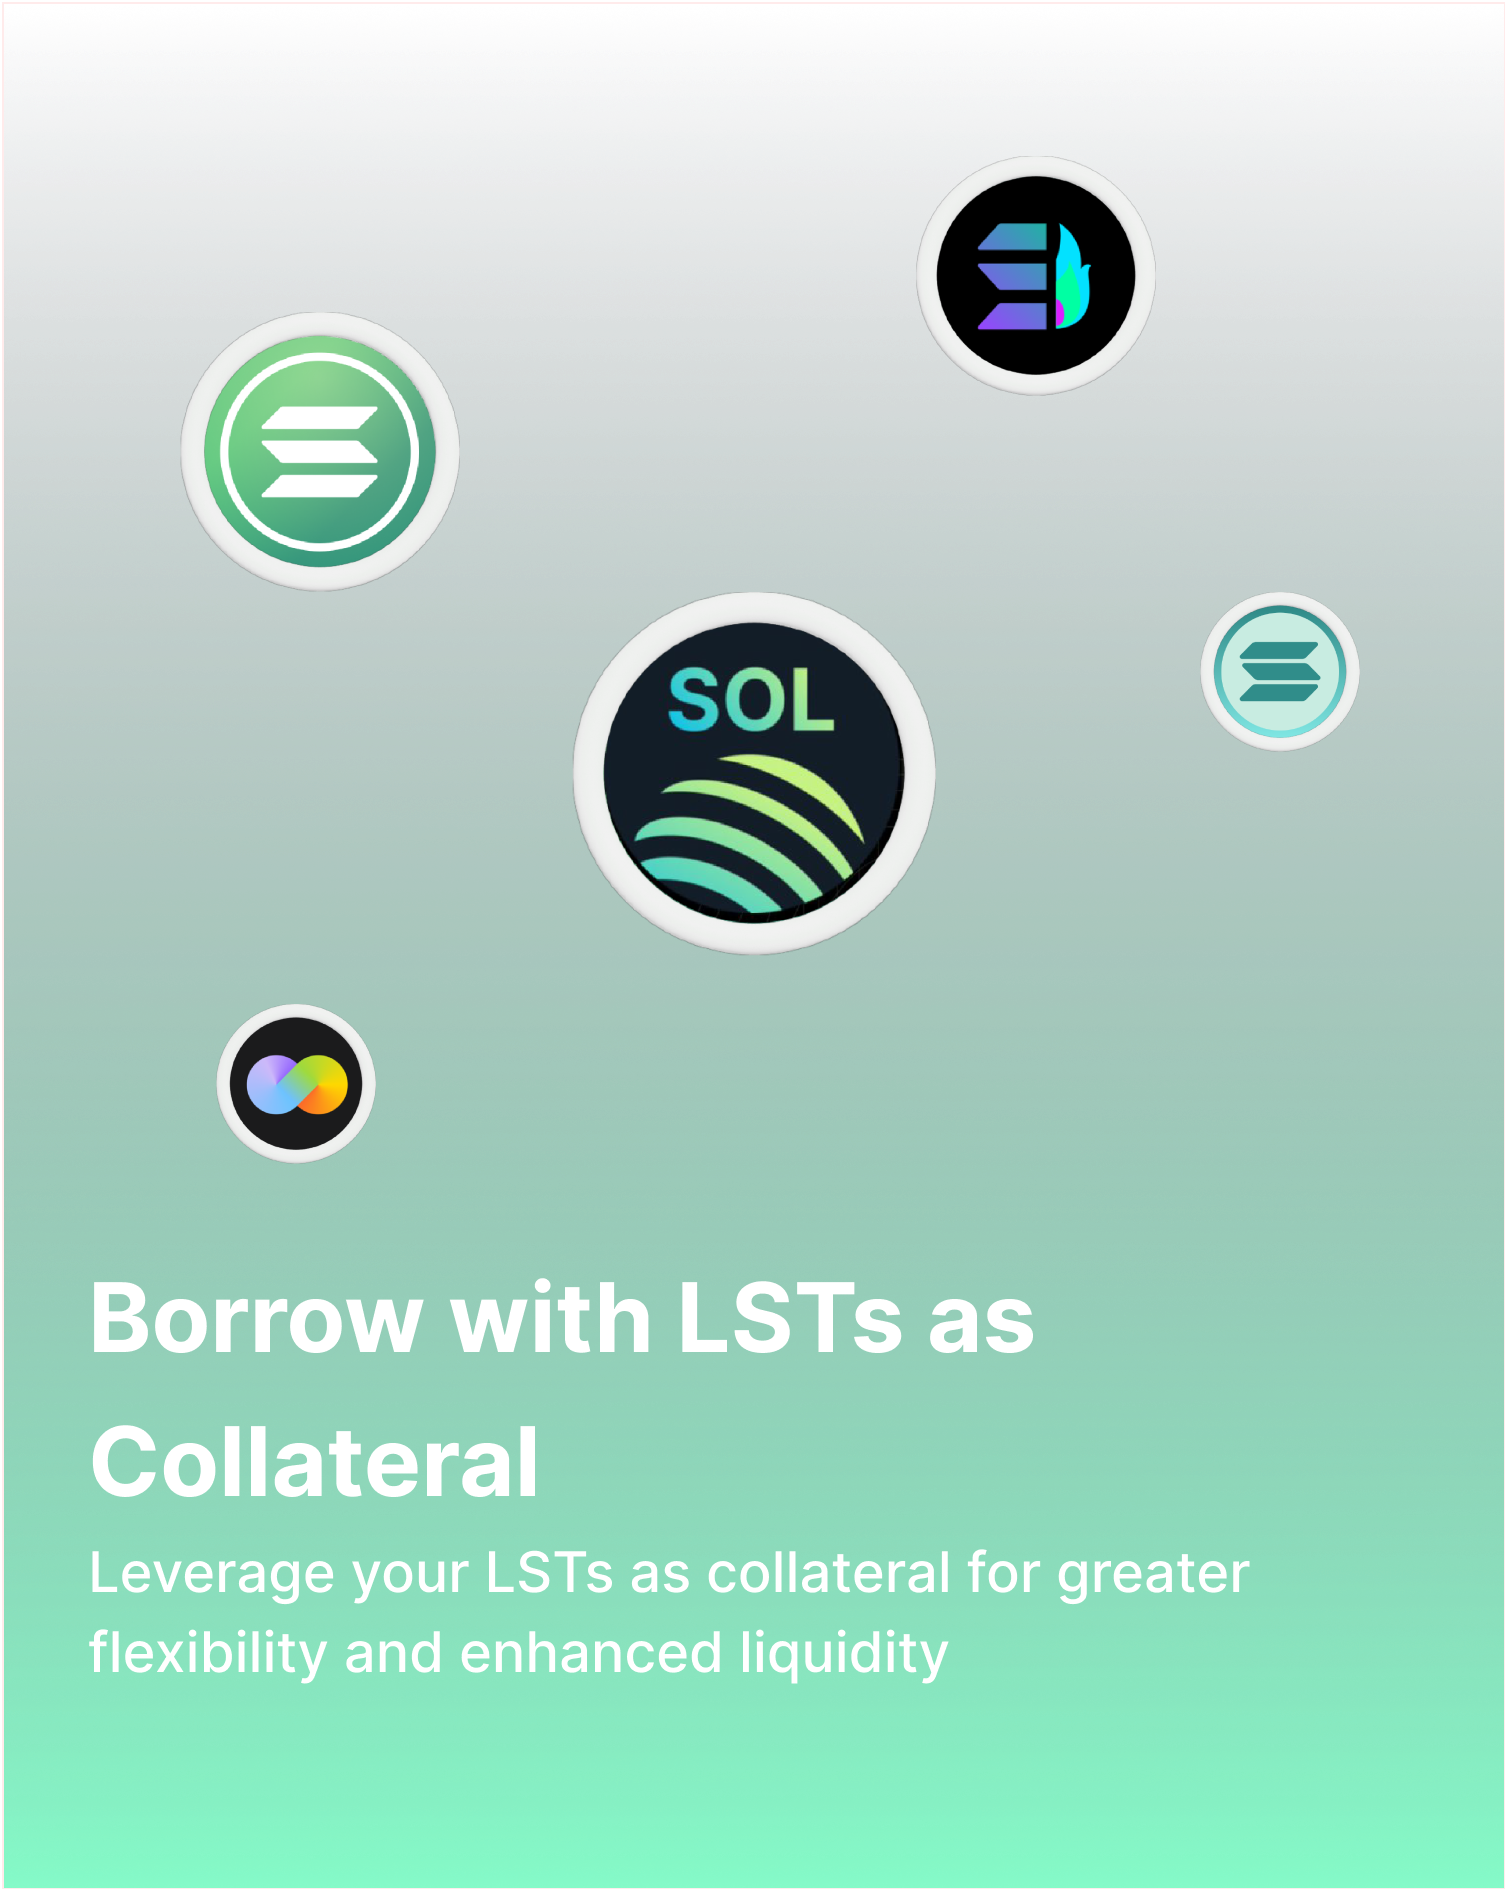 SOL
Borrow with LSTs as
Collateral
Leverage your LSTs as collateral for greater
flexibility and enhanced liquidity